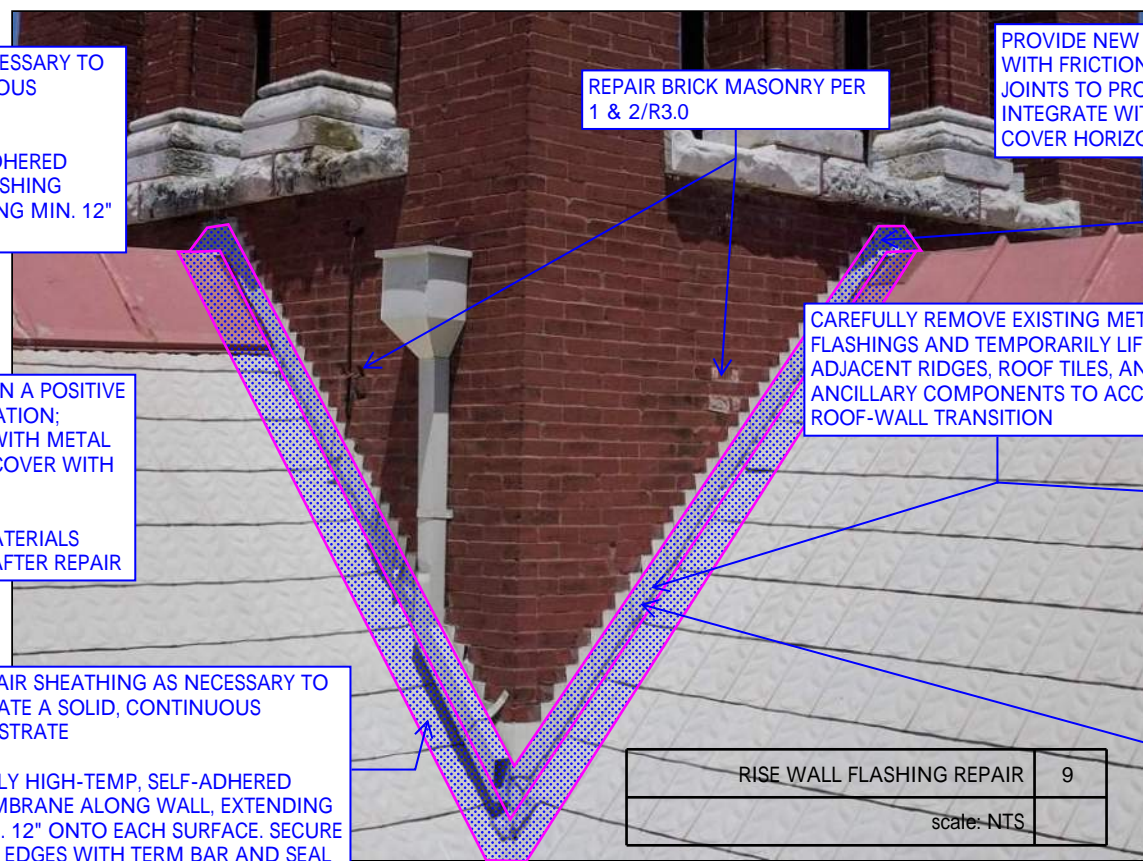 ESSARY TO
OUS
DHERED
SHING
NG MIN. 12"
REPAIR BRICK MASONRY PER
1 & 2/R3.0
PROVIDE NEW
WITH FRICTION
JOINTS TO PRO
INTEGRATE WIT
COVER HORIZO
CAREFULLY REMOVE EXISTING MET
FLASHINGS AND TEMPORARILY LIF
ADJACENT RIDGES, ROOF TILES, AN
ANCILLARY COMPONENTS TO ACC
ROOF-WALL TRANSITION
N A POSITIVE
ATION;
WITH METAL
COVER WITH
ATERIALS
AFTER REPAIR
AIR SHEATHING AS NECESSARY TO
ATE A SOLID, CONTINUOUS
STRATE
LY HIGH-TEMP, SELF-ADHERED
MBRANE ALONG WALL, EXTENDING
. 12" ONTO EACH SURFACE. SECURE
EDGES WITH TERM BAR AND SEAL
RISE WALL FLASHING REPAIR 9
scale: NTS